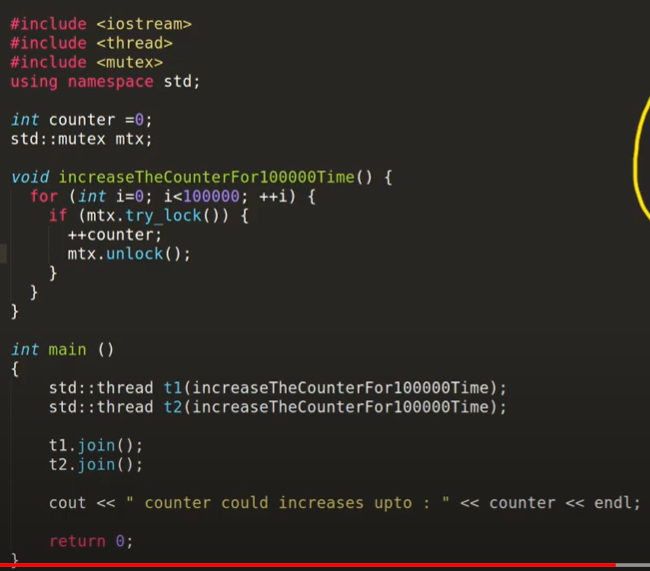 #include <iostream>
#include <thread>
#include <mutex>
using namespace std;

int counter =0;
std::mutex mtx;

void increaseTheCounterFor100000Time() {
  for (int i=0; i<100000; ++i) {
    if (mtx.try_lock()) {
      ++counter;
      mtx.unlock();
    }
  }
}

int main ()
{
    std::thread t1(increaseTheCounterFor100000Time);
    std::thread t2(increaseTheCounterFor100000Time);

    t1.join();
    t2.join();

    cout << " counter could increases upto : " << counter << endl;

    return 0;
}